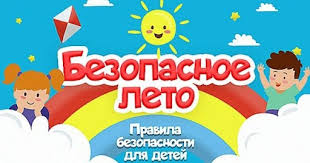 Безопасное
лето
Правила
безопасности
для детей